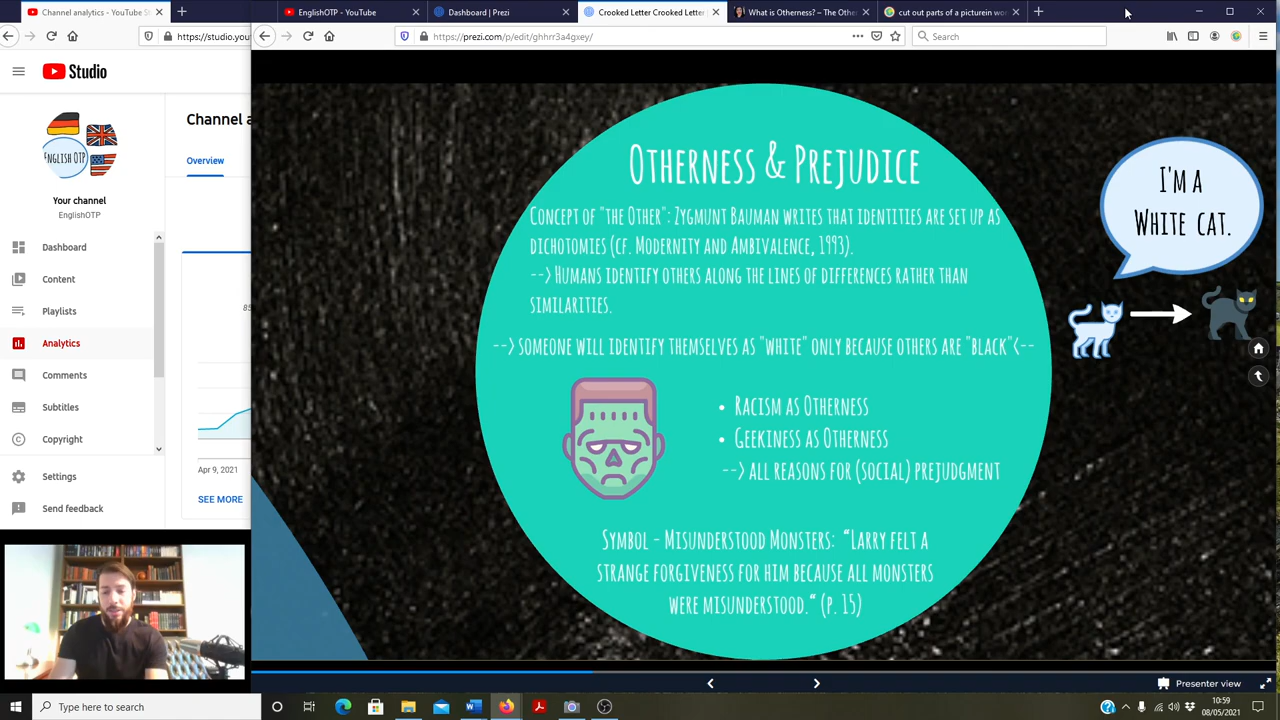 Channel analytics - YouTube S
EnglishOTP - YouTube
Dashboard | Prezi
Crooked Letter Crooked Letter
What is Otherness? – The Othe
cut out parts of a picturein wo
https://studio.you
https://prezi.com/p/edit/ghhrr3a4gxey/
Search
Studio
ENGLISH OTP
Your channel
EnglishOTP
Dashboard
Content
Playlists
Analytics
Comments
Subtitles
Copyright
Settings
Send feedback
Channel a
Overview
Apr 9, 2021
SEE MORE
Otherness & Prejudice
Concept of "the Other": Zygmunt Bauman writes that identities are set up as
dichotomies (cf. Modernity and Ambivalence, 1993).
--> Humans identify others along the lines of differences rather than
similarities.
--> someone will identify themselves as "white" only because others are "black"<--
• Racism as Otherness
• Geekiness as Otherness
--> all reasons for (social) prejudgment
Symbol - Misunderstood Monsters: “Larry felt a
strange forgiveness for him because all monsters
were misunderstood.“ (p. 15)
I'm a
White cat.
Presenter view
Type here to search
10:59
08/05/2021